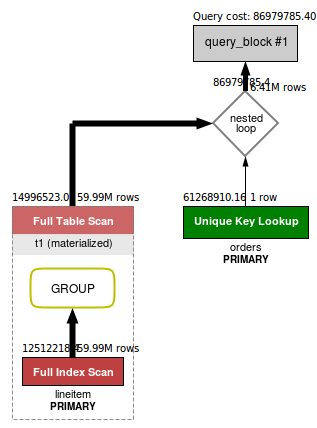 Query cost: 86979785.40
query_block #1
86979785.4
6.41M rows
nested
loop
14996523.0 59.99M rows
61268910.16 1 row
Full Table Scan
Unique Key Lookup
t1 (materialized)
orders
PRIMARY
GROUP
59.99M rows
Full Index Scan
lineitem
PRIMARY